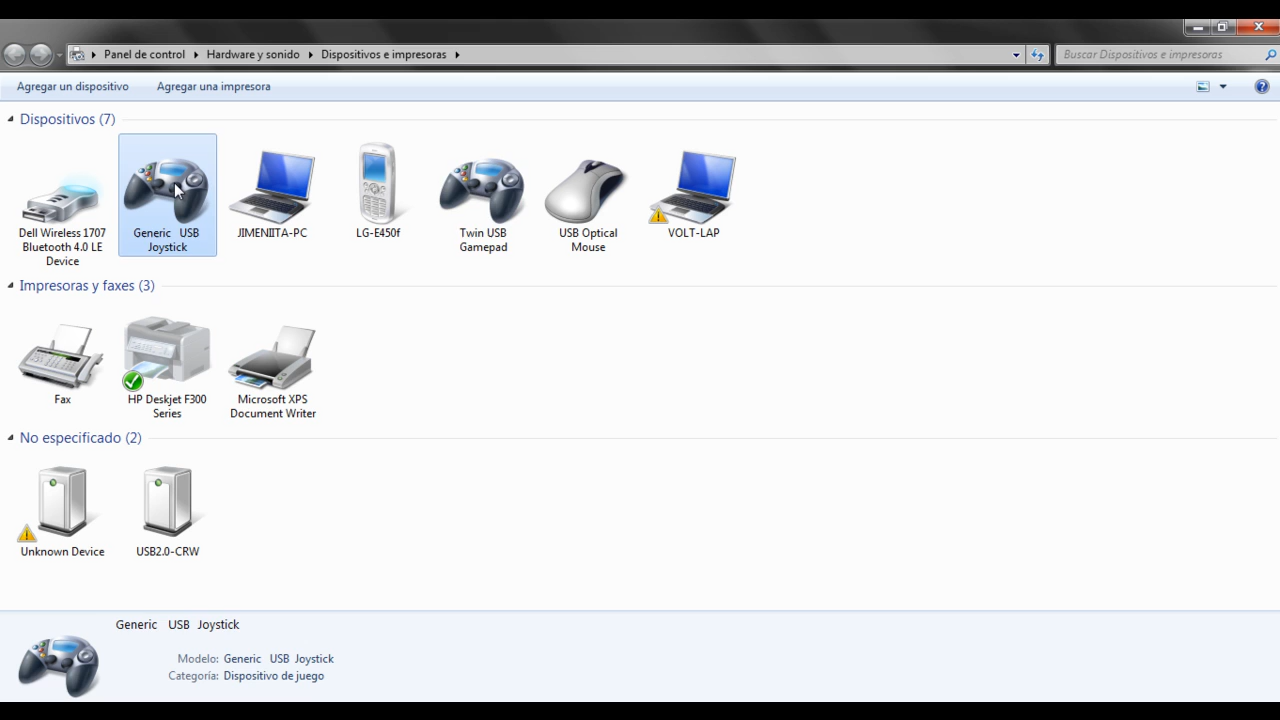 Panel de control
Hardware y sonido
Dispositivos e impresoras
Buscar Dispositivos e impresoras
Agregar un dispositivo
Agregar una impresora
Dispositivos (7)
Dell Wireless 1707
Bluetooth 4.0 LE
Device
Generic USB
Joystick
JIMENIITA-PC
LG-E450f
Twin USB
Gamepad
USB Optical
Mouse
VOLT-LAP
Impresoras y faxes (3)
Fax
HP Deskjet F300
Series
Microsoft XPS
Document Writer
No especificado (2)
Unknown Device
USB2.0-CRW
Generic USB Joystick
Modelo: Generic USB Joystick
Categoría: Dispositivo de juego